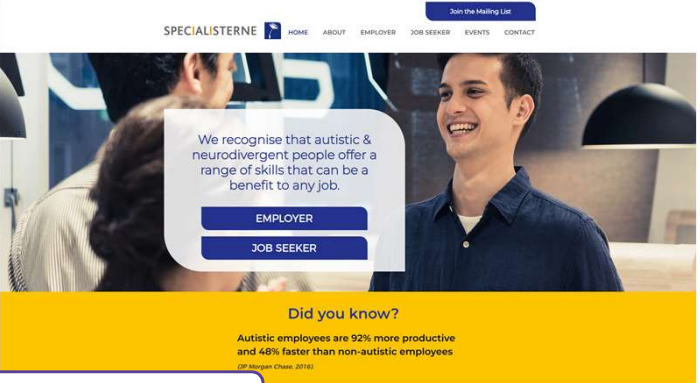 Join the Mailing List
SPECIALISTERNE
HOME ABOUT EMPLOYER JOB SEEKER EVENTS CONTACT
We recognise that autistic &
neurodivergent people offer a
range of skills that can be a
benefit to any job.
EMPLOYER
JOB SEEKER
Did you know?
Autistic employees are 92% more productive
and 48% faster than non-autistic employees
(JP Morgan Chase, 2016).